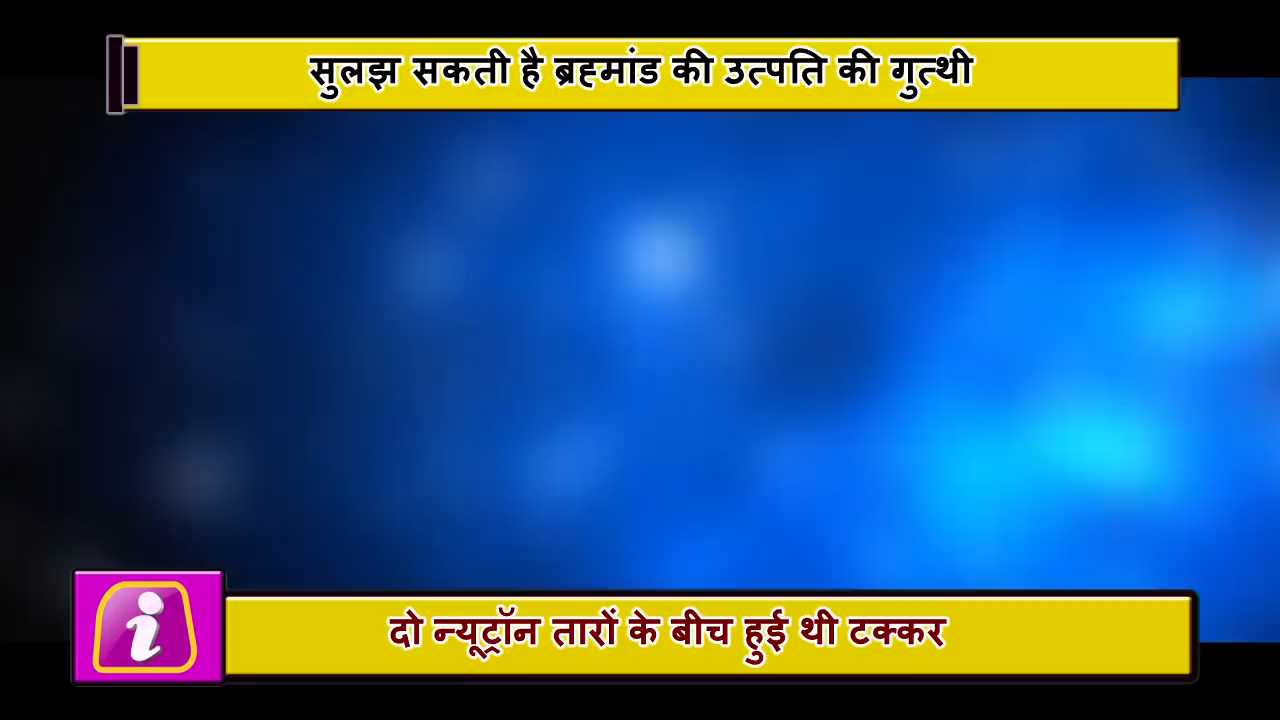 सुलझ सकती है ब्रह्मांड की उत्पति की गुत्थी
दो न्यूट्रॉन तारों के बीच हुई थी टक्कर